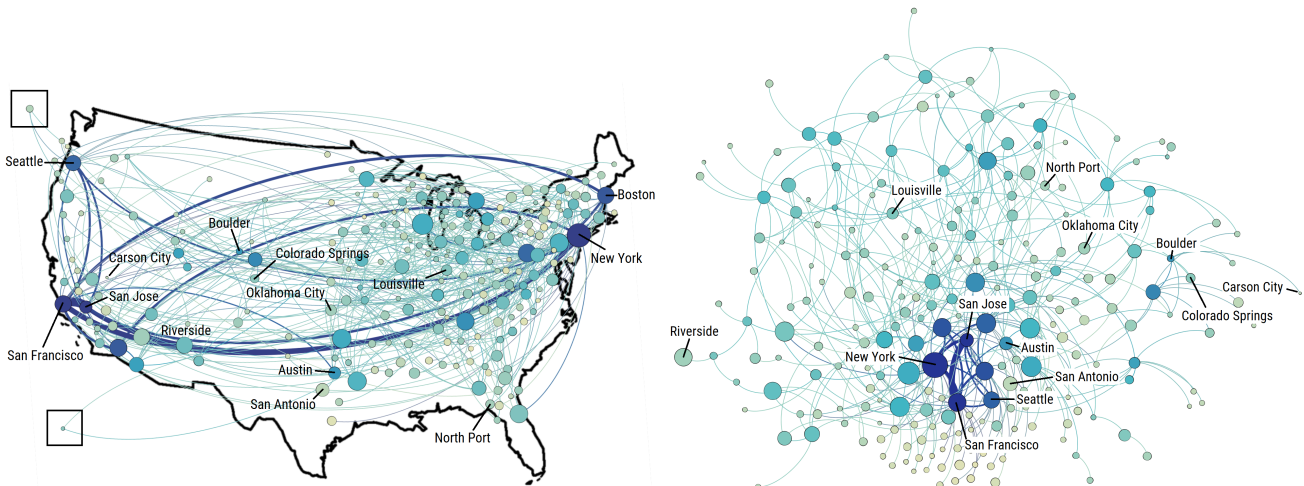 Seattle
Boston
Boulder
New York
Carson City
Colorado Springs
Louisville
San Jose
Oklahoma City
Riverside
San Francisco
Austin
San Antonio
North Port
North Port
Louisville
Oklahoma City
Boulder
Carson City
Colorado Springs
San Jose
Riverside
New York
Austin
San Antonio
Seattle
San Francisco